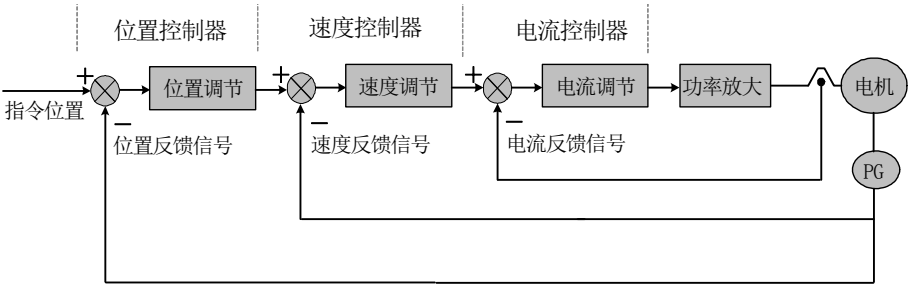 位置控制器
速度控制器
电流控制器
+
+
+
位置调节
速度调节
电流调节
功率放大
电机
指令位置
−
−
−
位置反馈信号
速度反馈信号
电流反馈信号
PG